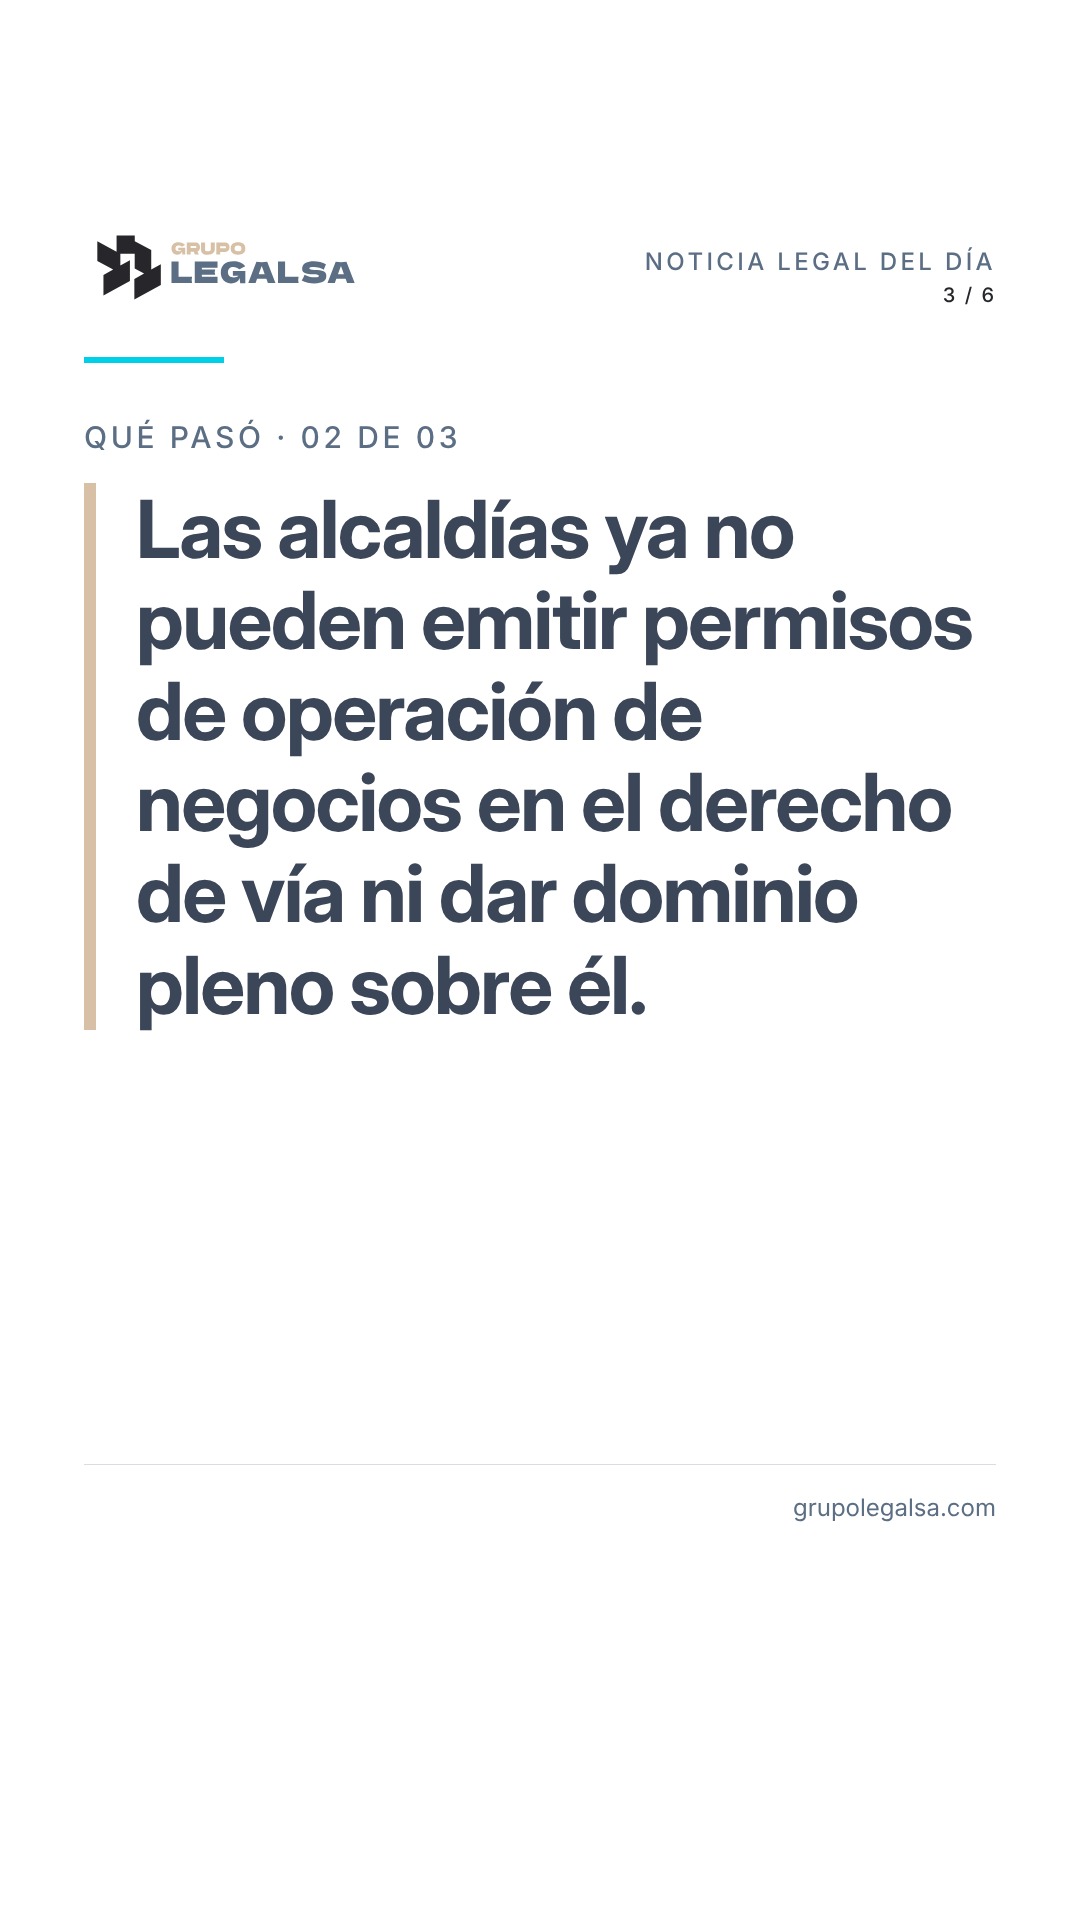 GRUPO
LEGALSA
NOTICIA LEGAL DEL DÍA
3 / 6
QUÉ PASÓ · 02 DE 03
Las alcaldías ya no
pueden emitir permisos
de operación de
negocios en el derecho
de vía ni dar dominio
pleno sobre él.
grupolegalsa.com